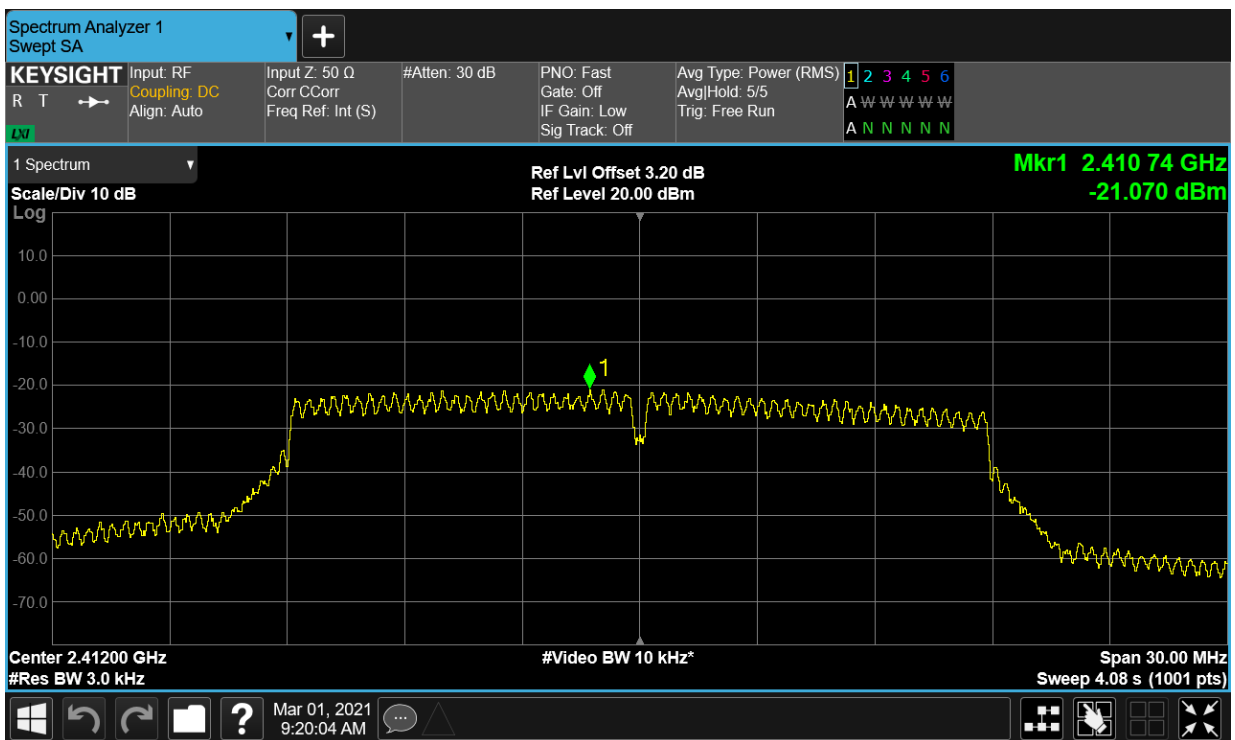 Spectrum Analyzer 1
Swept SA
KEYSIGHT
R T
LXI
Input: RF
Coupling: DC
Align: Auto
Input Z: 50 Ω
Corr CCorr
Freq Ref: Int (S)
#Atten: 30 dB
PNO: Fast
Gate: Off
IF Gain: Low
Sig Track: Off
Avg Type: Power (RMS)
Avg|Hold: 5/5
Trig: Free Run
1 2 3 4 5 6
A W W W W W
A N N N N N
1 Spectrum
Scale/Div 10 dB
Log
Ref Lvl Offset 3.20 dB
Ref Level 20.00 dBm
Mkr1 2.410 74 GHz
-21.070 dBm
10.0
0.00
-10.0
1
-20.0
-30.0
-40.0
-50.0
-60.0
-70.0
Center 2.41200 GHz
#Res BW 3.0 kHz
#Video BW 10 kHz*
Span 30.00 MHz
Sweep 4.08 s (1001 pts)
?
Mar 01, 2021
9:20:04 AM